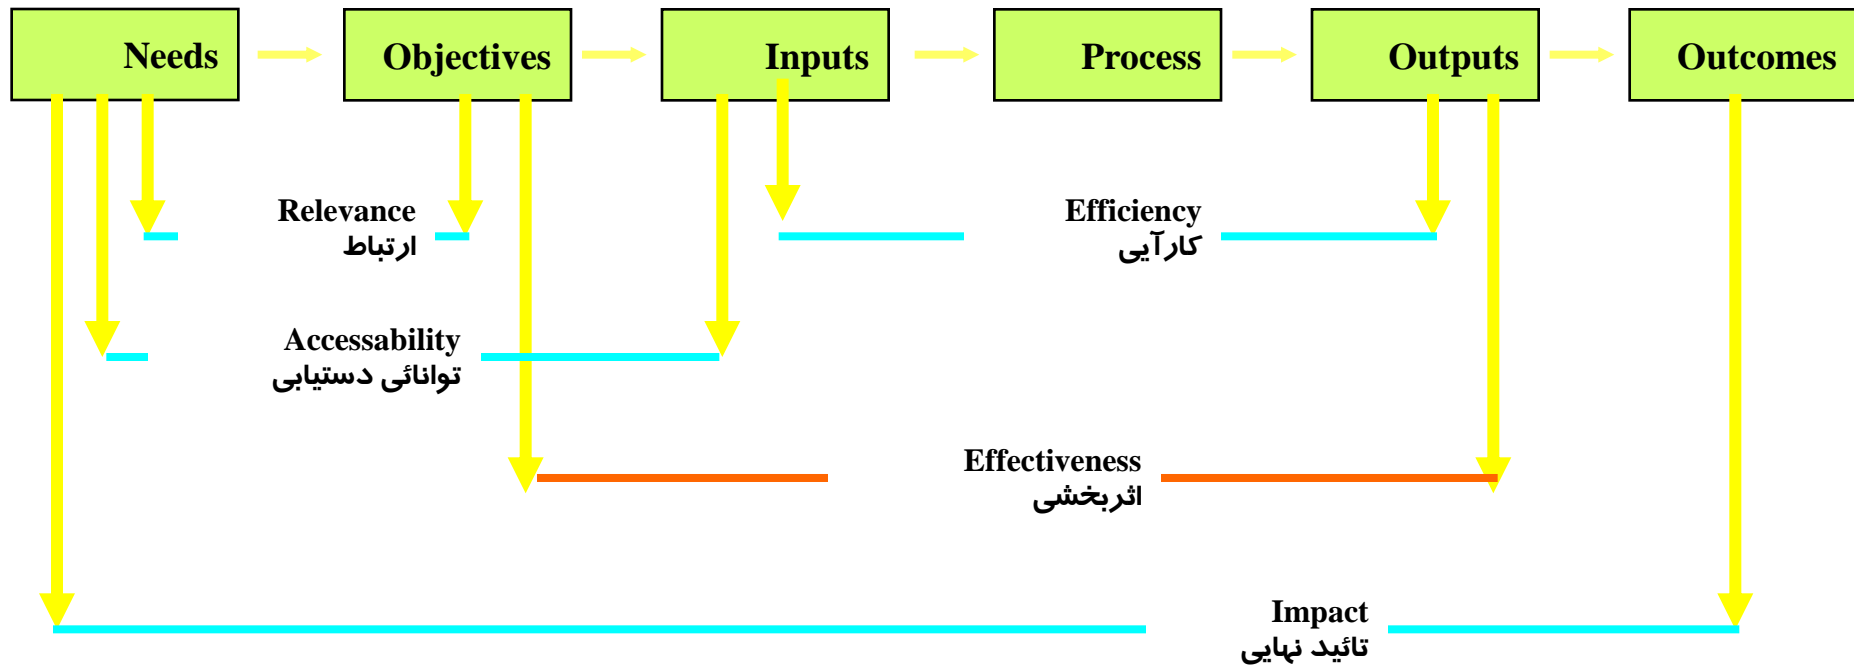 Needs
Objectives
Inputs
Process
Outputs
Outcomes
Relevance
ارتباط
Efficiency
کارآیی
Accessability
توانائی دستیابی
Effectiveness
اثربخشی
Impact
تائید نهایی